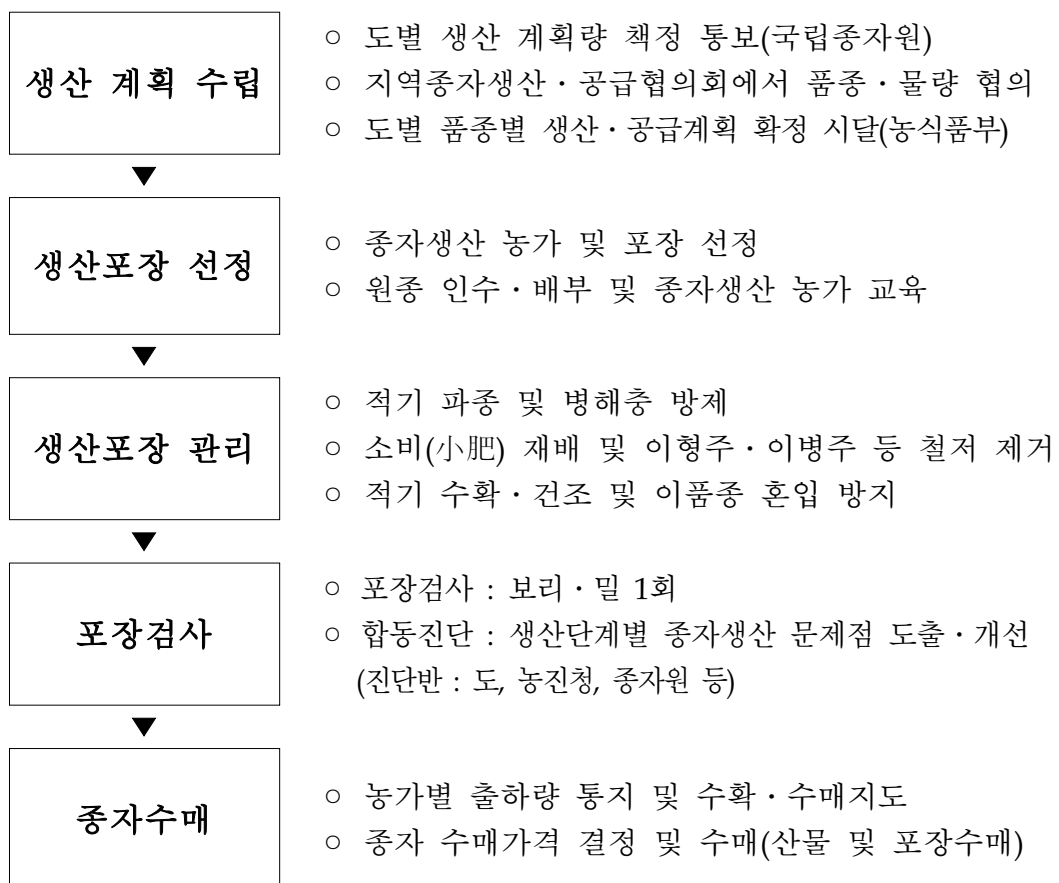 생산 계획 수립
○ 도별 생산 계획량 책정 통보(국립종자원)
○ 지역종자생산・공급협의회에서 품종・물량 협의
○ 도별 품종별 생산・공급계획 확정 시달(농식품부)
▼
생산포장 선정
○ 종자생산 농가 및 포장 선정
○ 원종 인수・배부 및 종자생산 농가 교육
▼
생산포장 관리
○ 적기 파종 및 병해충 방제
○ 소비(小肥) 재배 및 이형주・이병주 등 철저 제거
○ 적기 수확・건조 및 이품종 혼입 방지
▼
포장검사
○ 포장검사 : 보리・밀 1회
○ 합동진단 : 생산단계별 종자생산 문제점 도출・개선
(진단반 : 도, 농진청, 종자원 등)
▼
종자수매
○ 농가별 출하량 통지 및 수확・수매지도
○ 종자 수매가격 결정 및 수매(산물 및 포장수매)